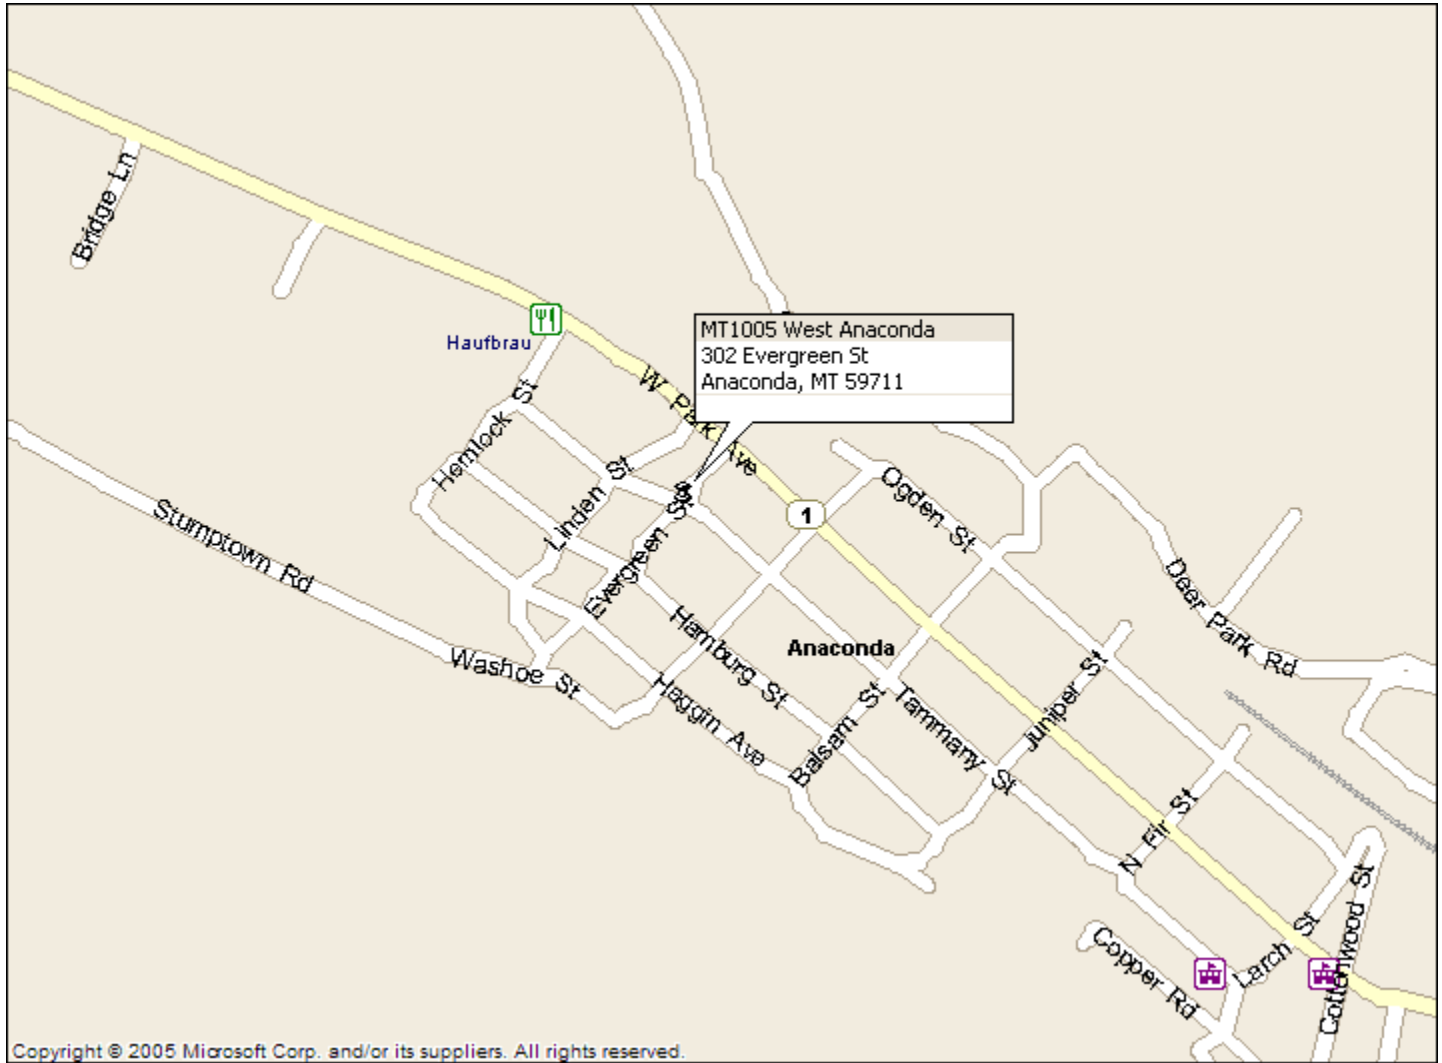 Bridge Ln
Haufbrau
MT1005 West Anaconda
302 Evergreen St
Anaconda, MT 59711
W Park Ave
Hemlock St
Linden St
1
Ogden St
Stumptown Rd
Evergreen St
Deer Park Rd
Hamburg St
Anaconda
Washoe St
Haggin Ave
Balsam St
Tammany St
Juniper St
N Fir St
Copper Rd
Larch St
Cottenwood St
Copyright © 2005 Microsoft Corp. and/or its suppliers. All rights reserved.